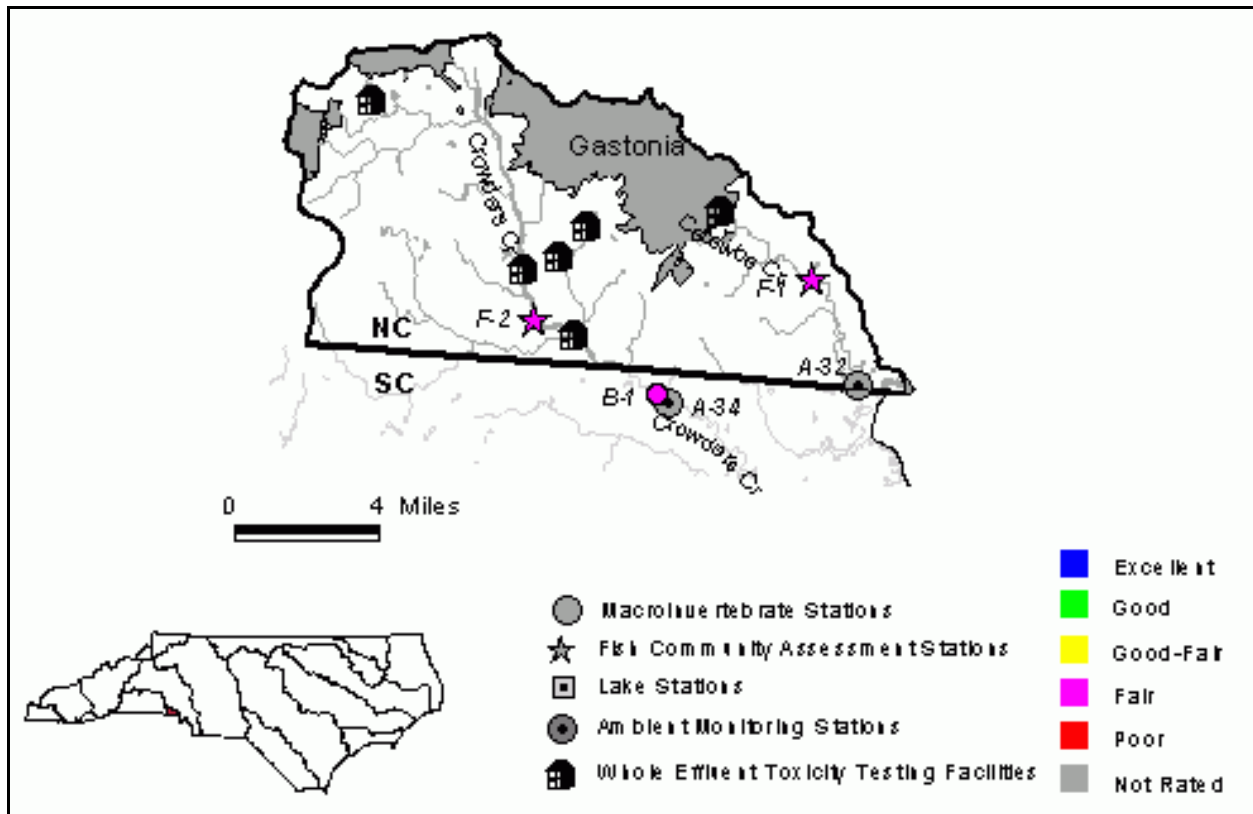 Gastonia
Crowders Cr
Catawba Cr
F-1
F-2
NC
SC
A-32
B-1
A-34
Crowders Cr
0 4 Miles
Macroinvertebrate Stations
Fish Community Assessment Stations
Lake Stations
Ambient Monitoring Stations
Whole Effluent Toxicity Testing Facilities
Excellent
Good
Good-Fair
Fair
Poor
Not Rated